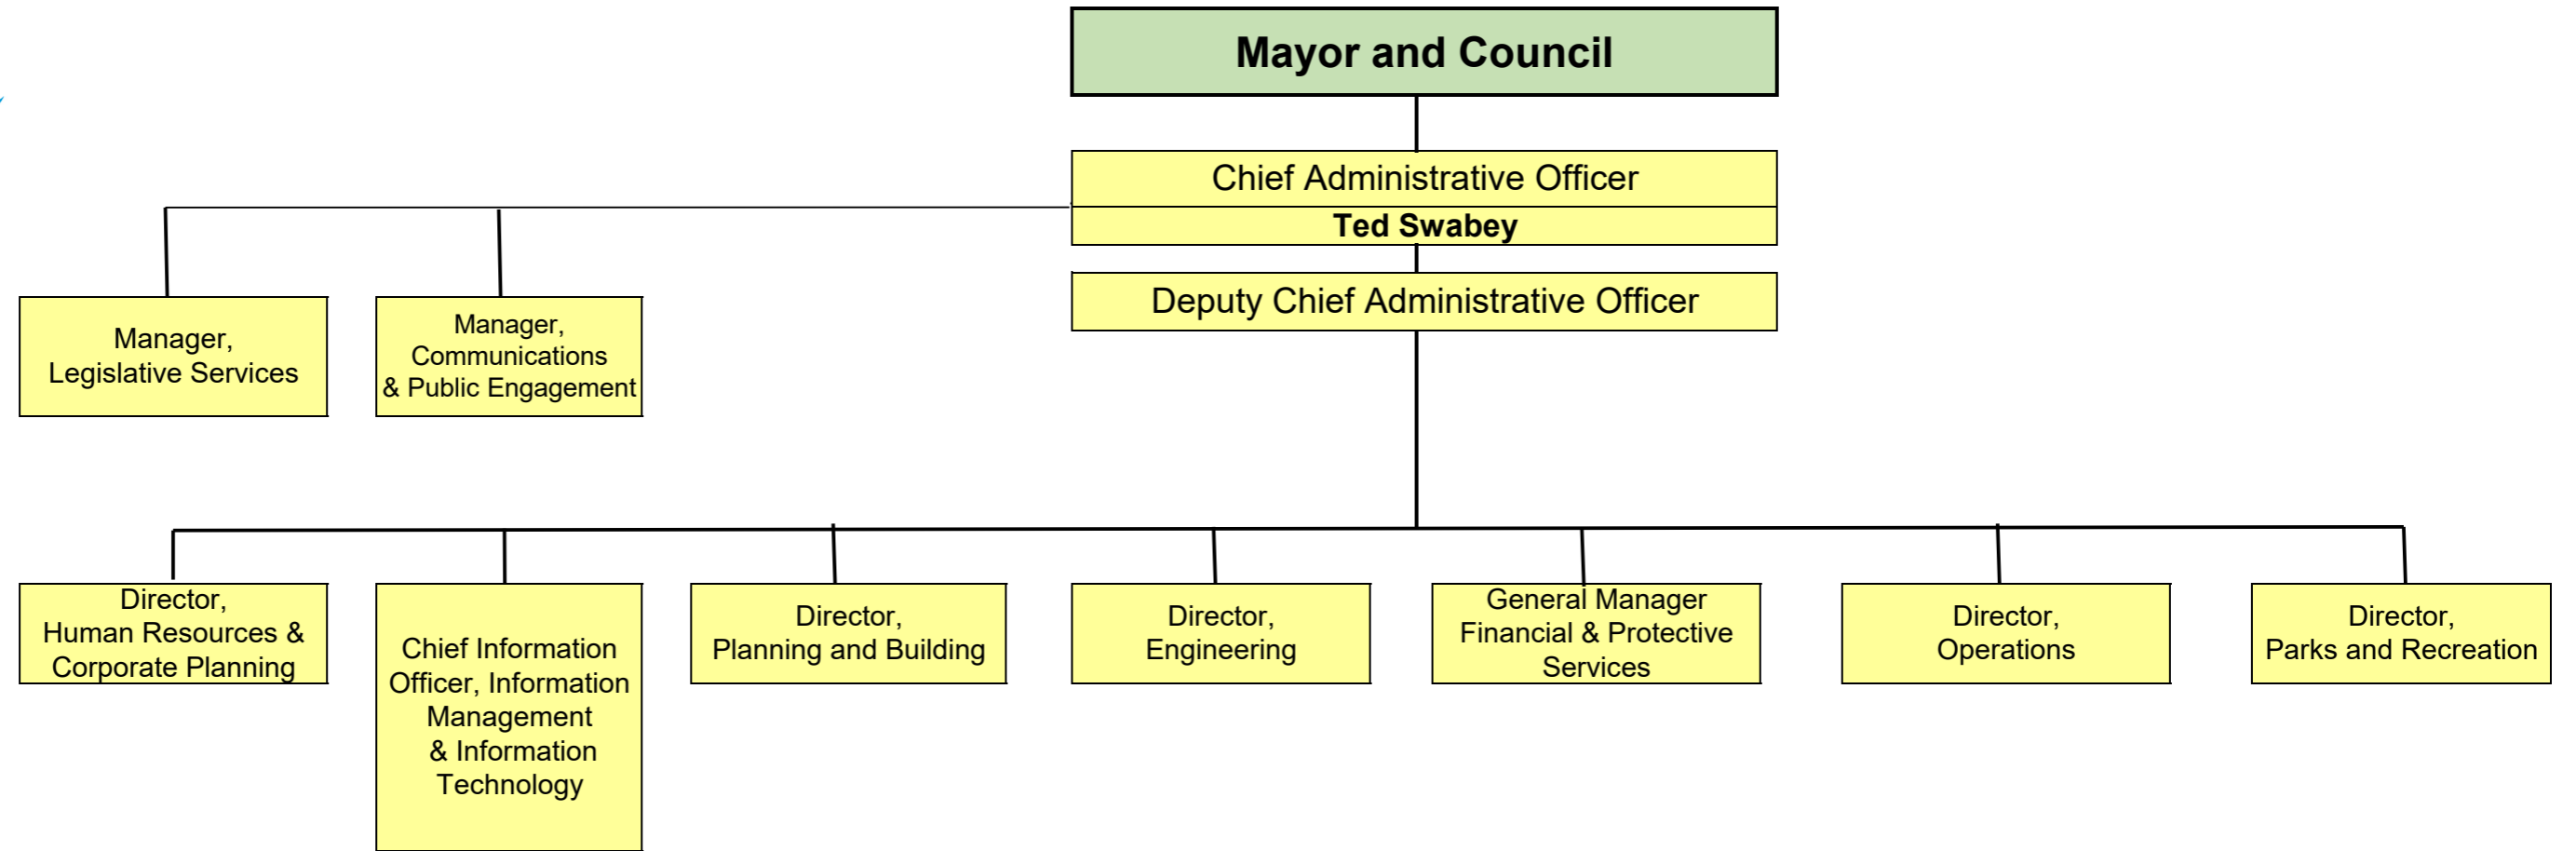 Mayor and Council
Chief Administrative Officer
Ted Swabey
Deputy Chief Administrative Officer
Manager,
Legislative Services
Manager,
Communications
& Public Engagement
Director,
Human Resources &
Corporate Planning
Chief Information
Officer, Information
Management
& Information
Technology
Director,
Planning and Building
Director,
Engineering
General Manager
Financial & Protective
Services
Director,
Operations
Director,
Parks and Recreation